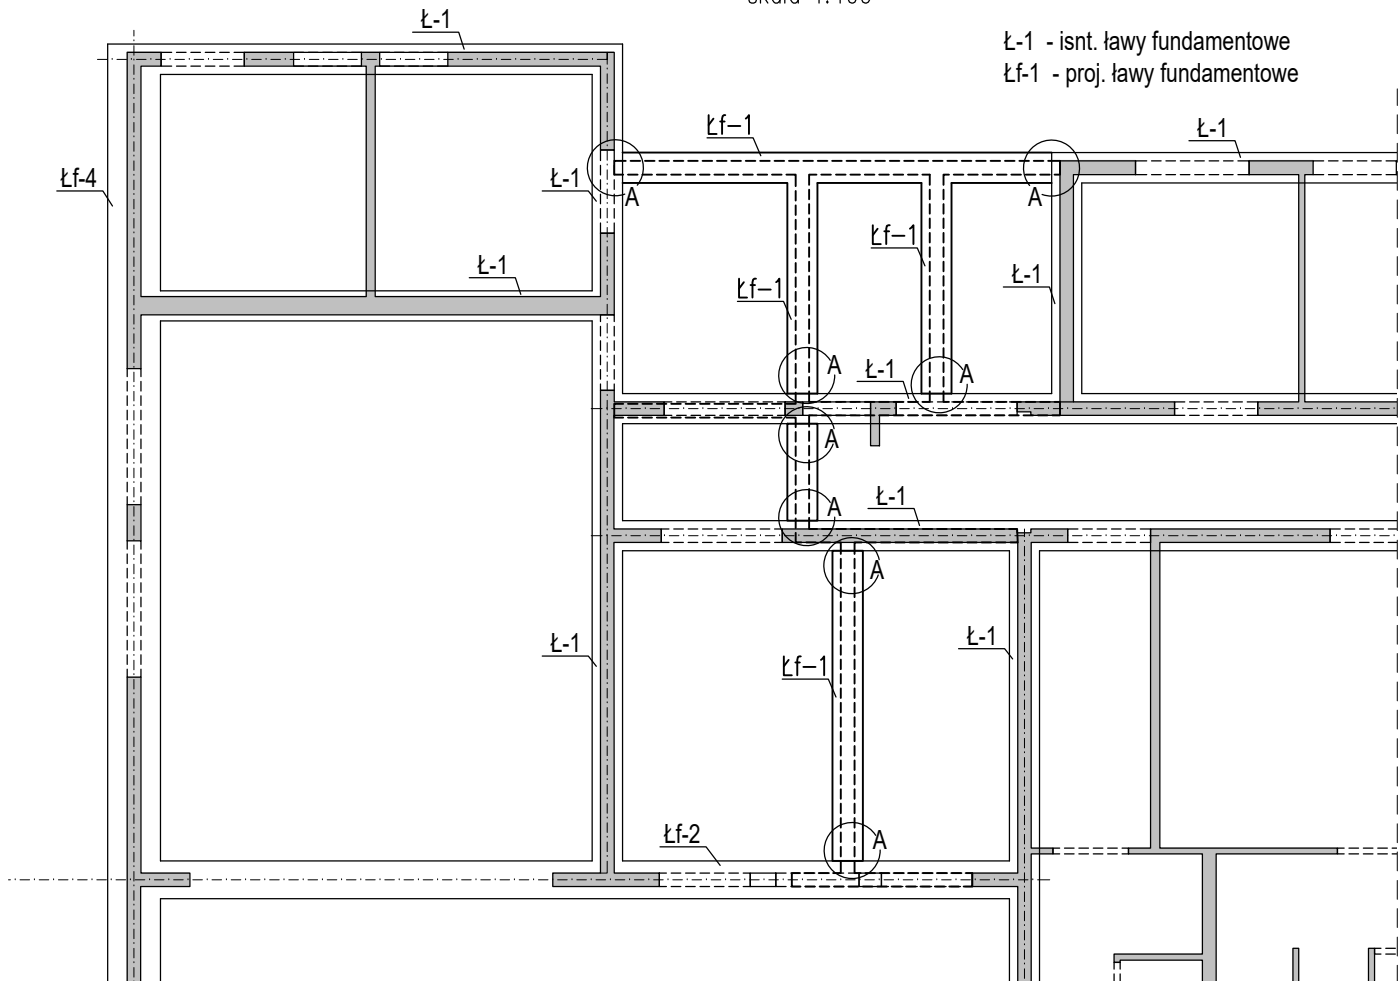 Ł-1
Ł-1 - isnt. ławy fundamentowe
Łf-1 - proj. ławy fundamentowe
Łf-1
Ł-1
Łf-4
Ł-1
A
A
Łf-1
Ł-1
Ł-1
Łf-1
A
Ł-1
A
A
Ł-1
A
A
Ł-1
Ł-1
Łf-1
Łf-2
A